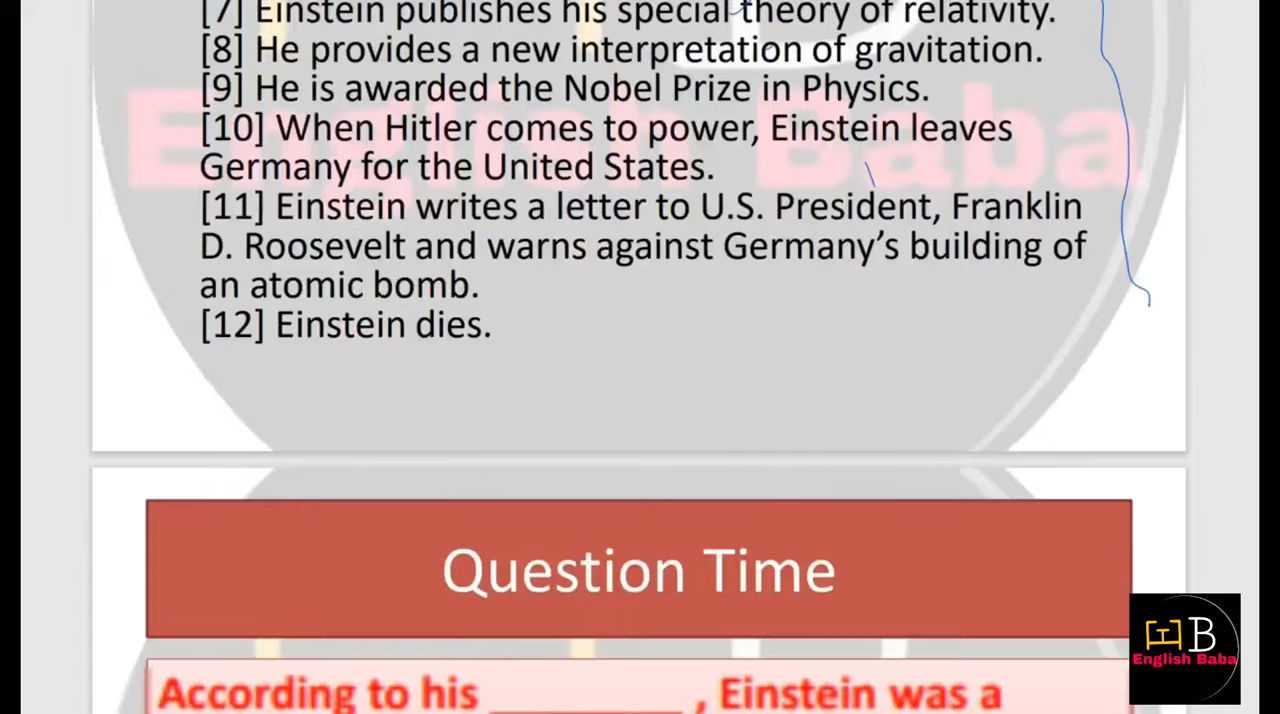 [7] Einstein publishes his special theory of relativity.
[8] He provides a new interpretation of gravitation.
[9] He is awarded the Nobel Prize in Physics.
[10] When Hitler comes to power, Einstein leaves
Germany for the United States.
[11] Einstein writes a letter to U.S. President, Franklin
D. Roosevelt and warns against Germany’s building of
an atomic bomb.
[12] Einstein dies.
English Baba
Question Time
According to his ________ , Einstein was a
B
English Baba